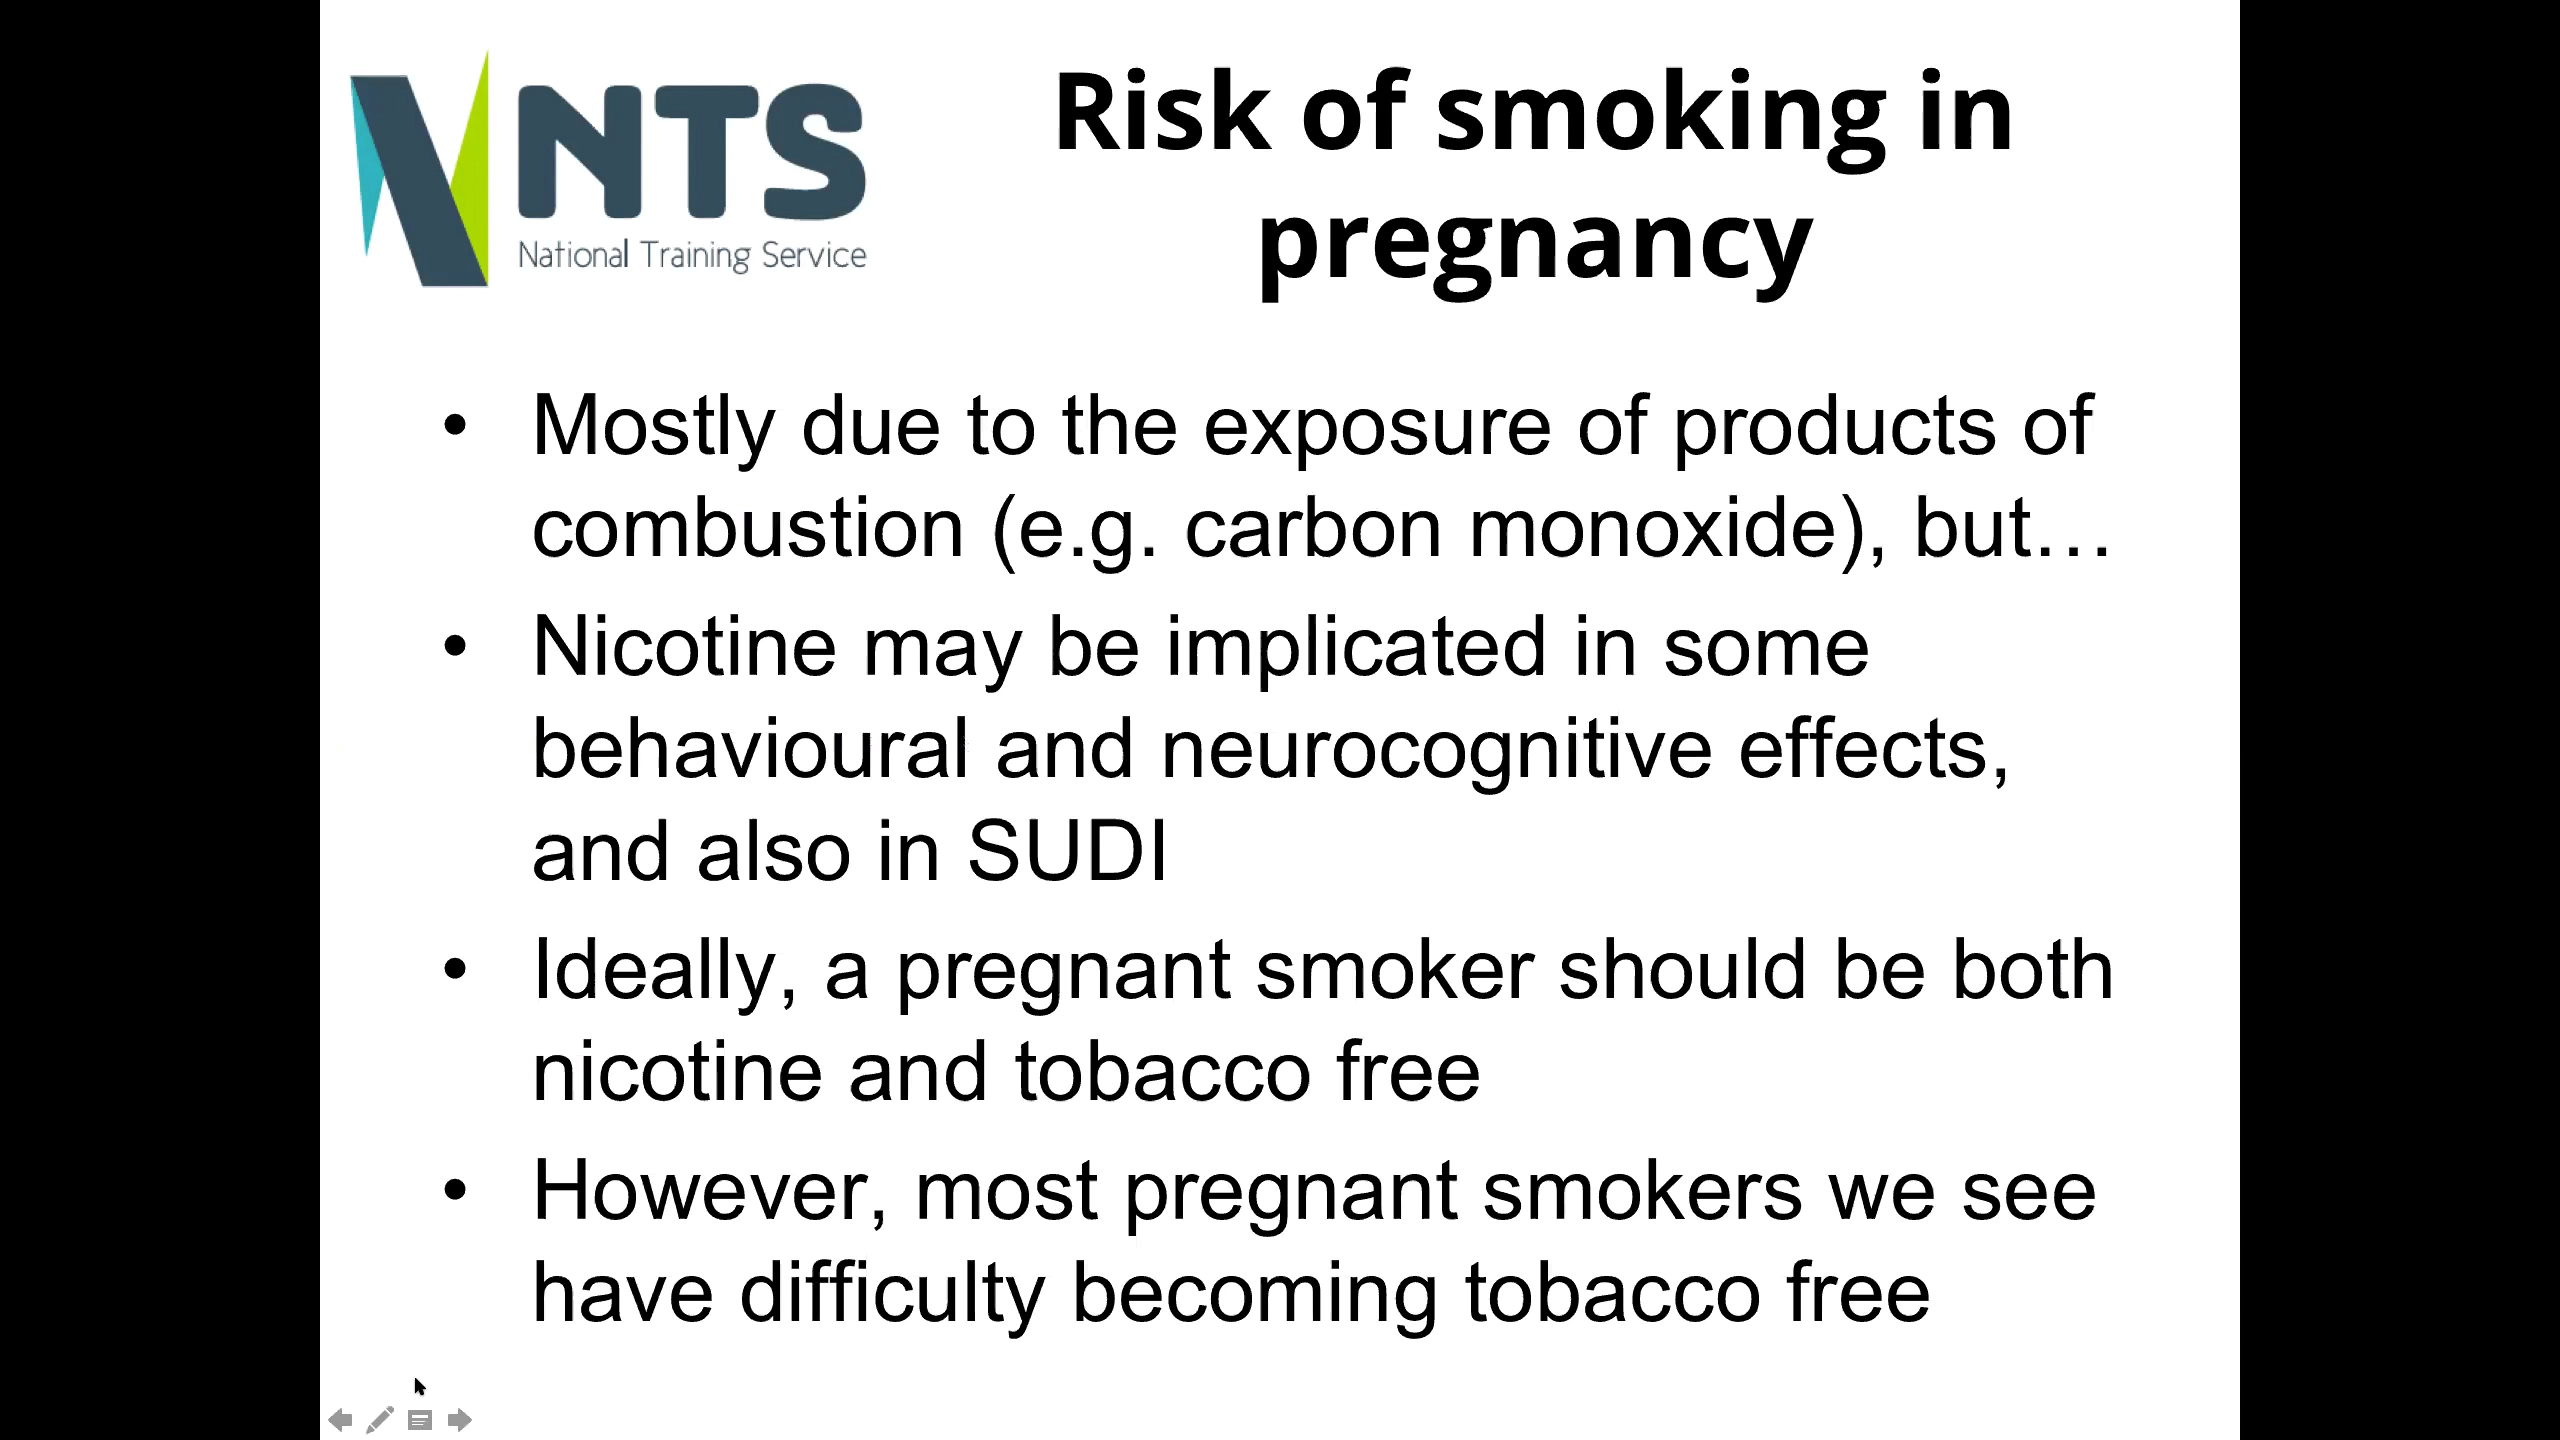 NTS
National Training Service
Risk of smoking in
pregnancy
• Mostly due to the exposure of products of
combustion (e.g. carbon monoxide), but…
• Nicotine may be implicated in some
behavioural and neurocognitive effects,
and also in SUDI
• Ideally, a pregnant smoker should be both
nicotine and tobacco free
• However, most pregnant smokers we see
have difficulty becoming tobacco free